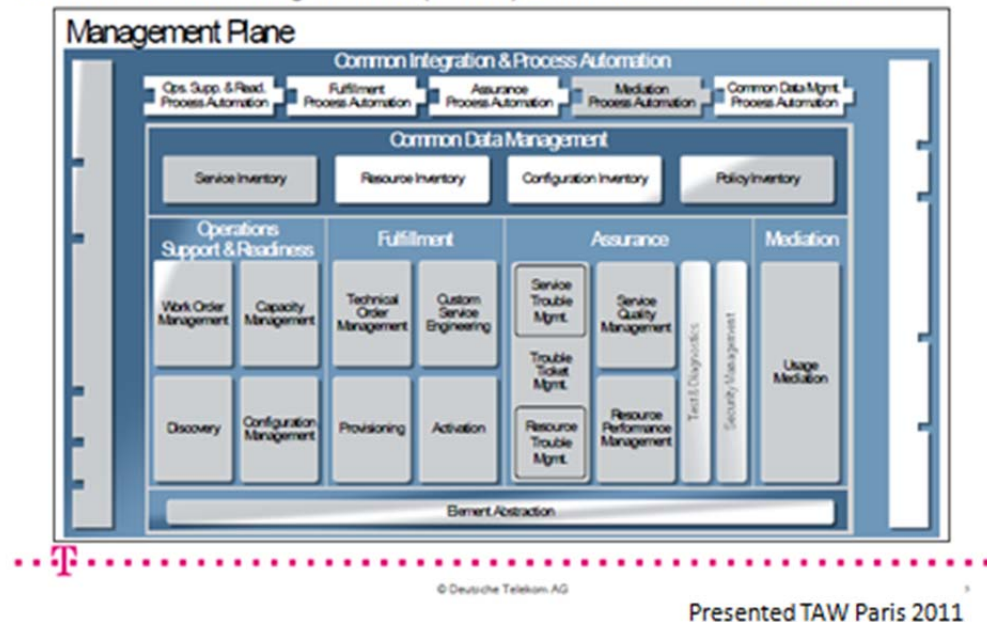 Management Plane
Common Integration & Process Automation
Ops. Supp. & Read.
Process Automation
Fulfillment
Process Automation
Assurance
Process Automation
Mediation
Process Automation
Common Data Mgmt.
Process Automation
Common Data Management
Service Inventory
Resource Inventory
Configuration Inventory
Policy Inventory
Operations
Support & Readiness
Work Order
Management
Capacity
Management
Discovery
Configuration
Management
Fulfillment
Technical
Order
Management
Custom
Service
Engineering
Provisioning
Activation
Assurance
Service
Trouble
Mgmt.
Trouble
Ticket
Mgmt.
Resource
Trouble
Mgmt.
Service
Quality
Management
Resource
Performance
Management
Test & Diagnostics
Security Management
Mediation
Usage
Mediation
Element Abstraction
T
© Deutsche Telekom AG
Presented TAW Paris 2011